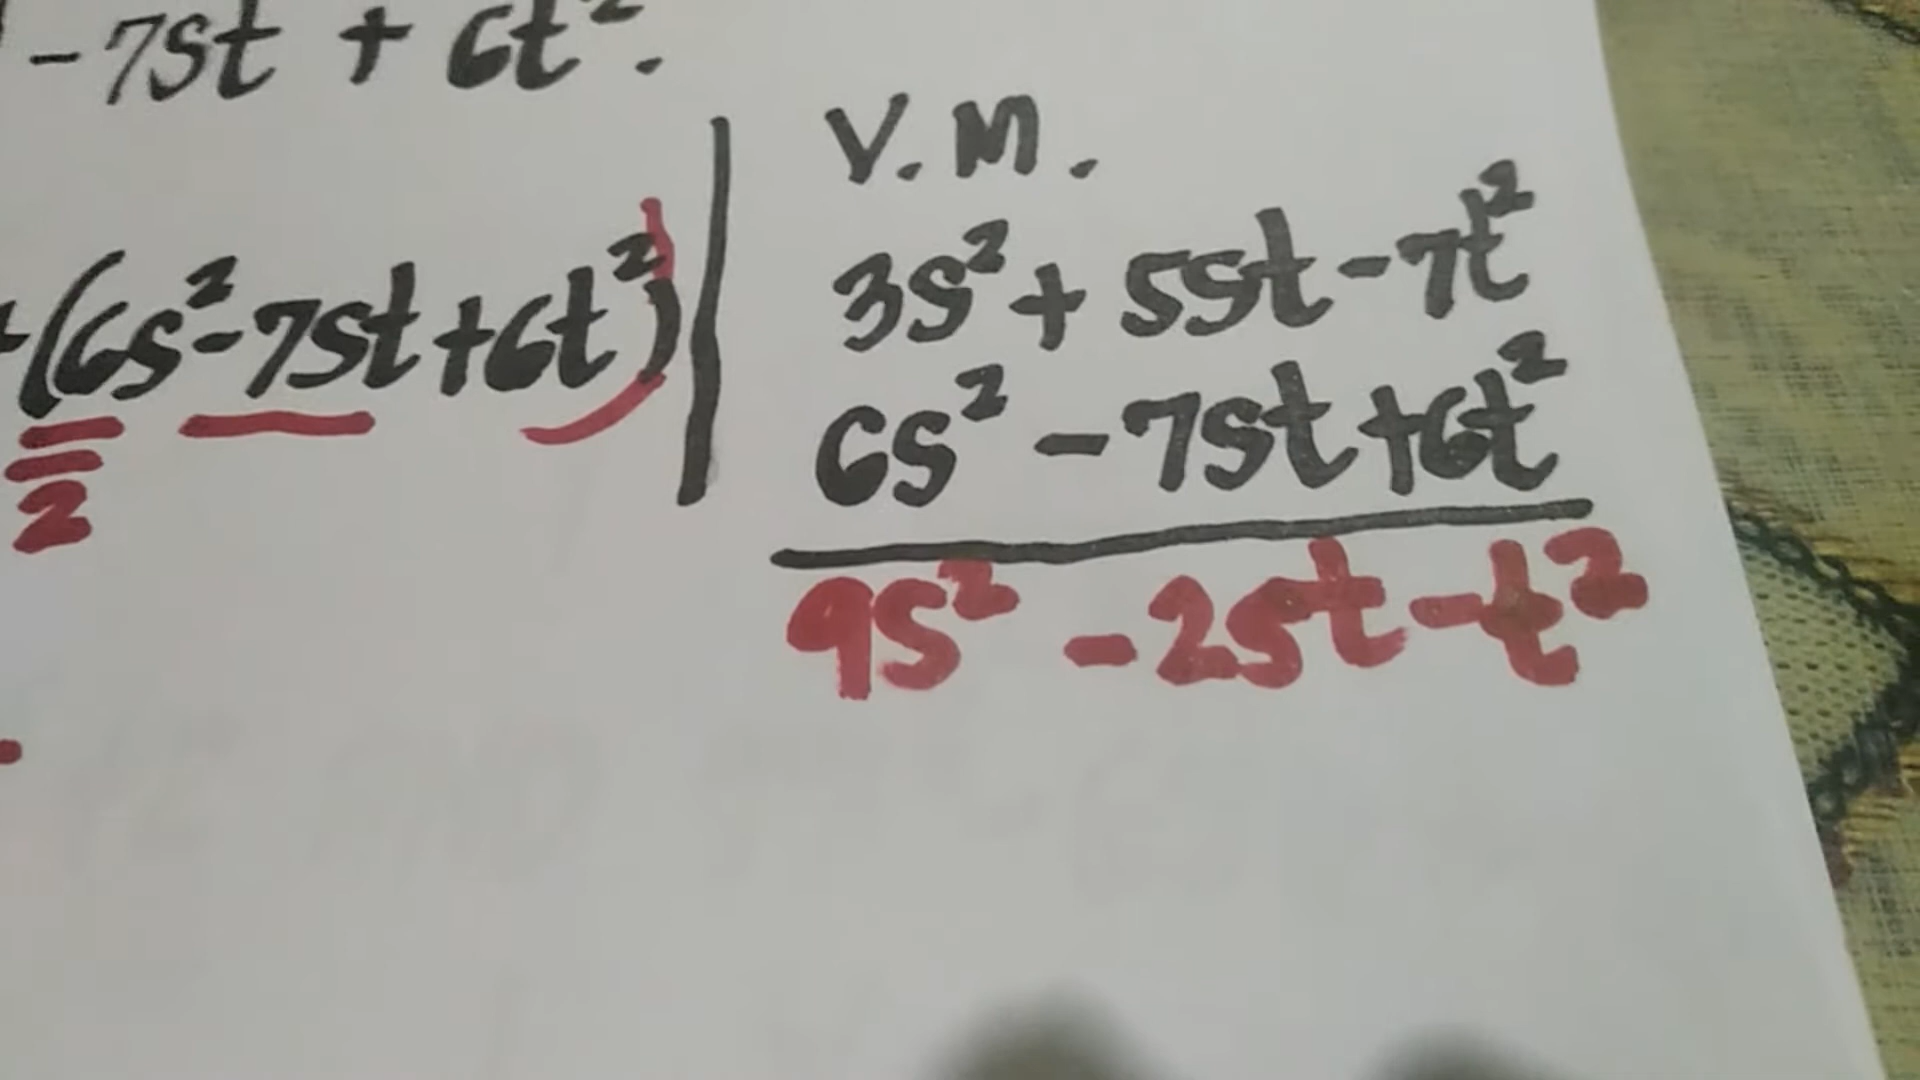 -7st + 6t².
+(6s²-7st+6t²)
2
V.M.
3s² + 5st - 7t²
6s² - 7st + 6t²
9s² - 2st - t²